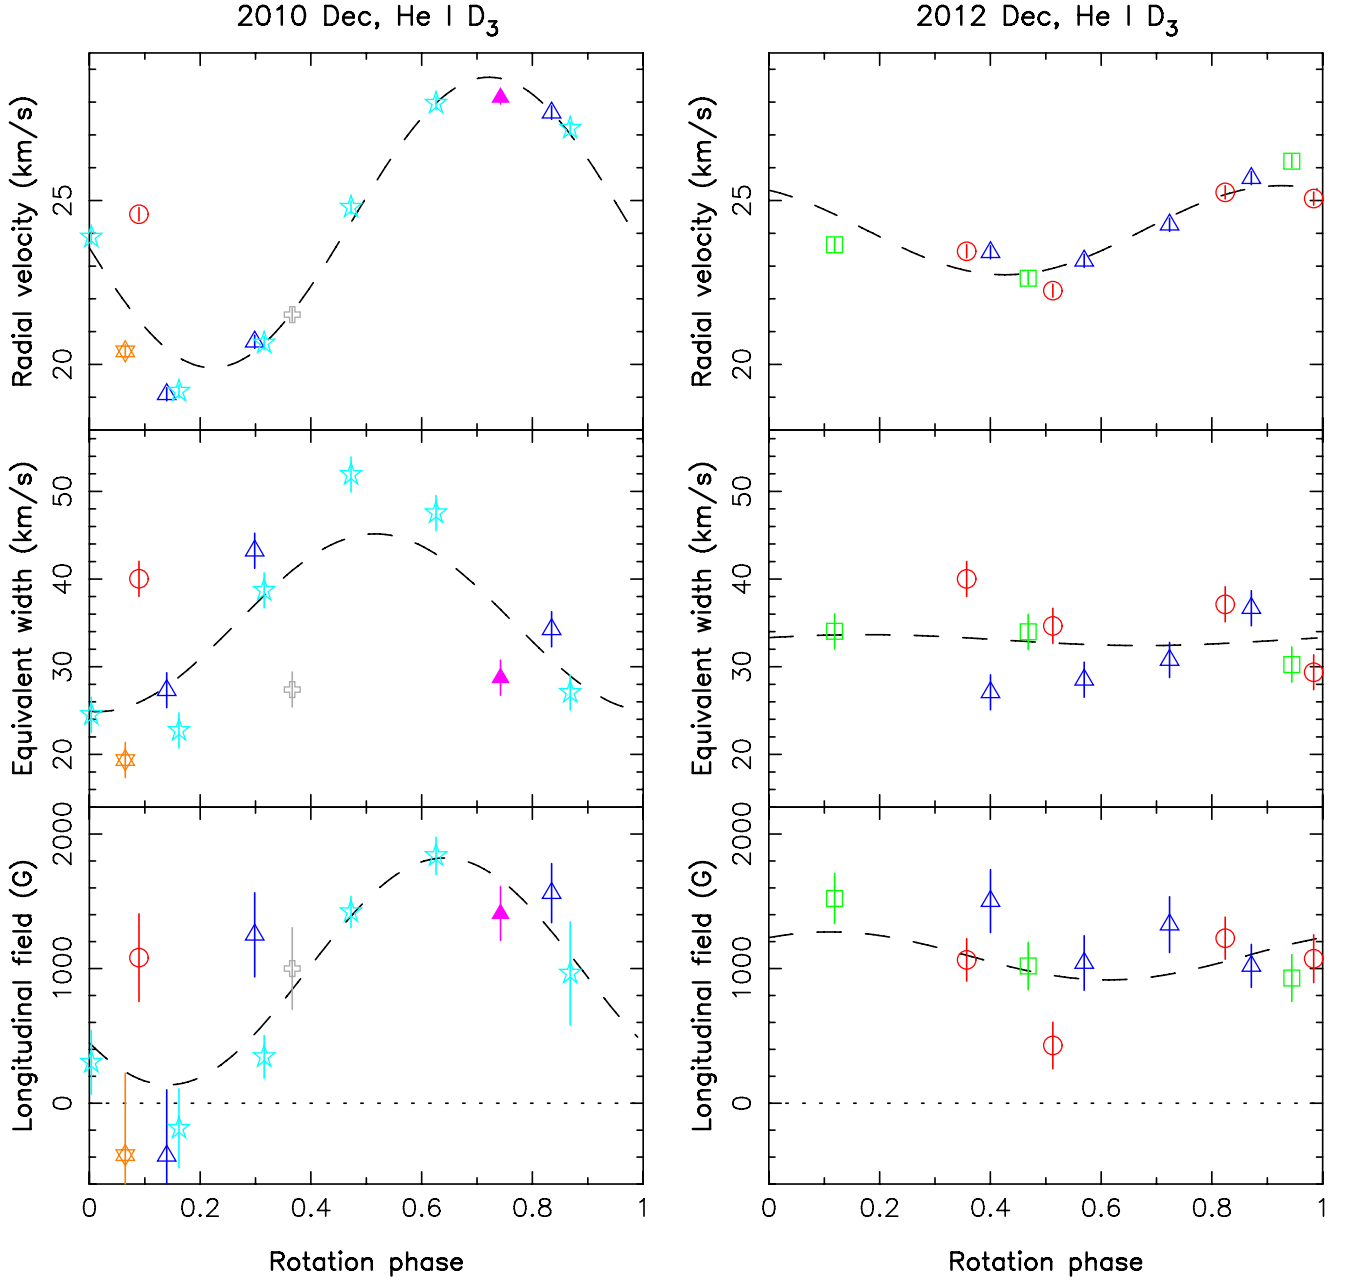 2010 Dec, He I D3
2012 Dec, He I D3
Radial velocity (km/s)
25
20
Radial velocity (km/s)
25
20
Equivalent width (km/s)
50
40
30
20
Equivalent width (km/s)
50
40
30
20
Longitudinal field (G)
2000
1000
0
Longitudinal field (G)
2000
1000
0
0 0.2 0.4 0.6 0.8 1
0 0.2 0.4 0.6 0.8 1
Rotation phase
Rotation phase